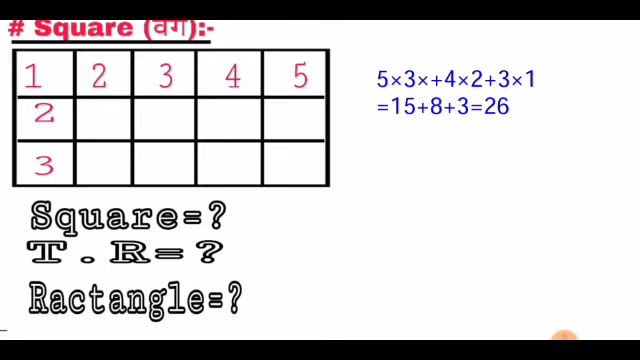 # Square (वर्ग):-
1 2 3 4 5
2
3
5×3×+4×2+3×1
=15+8+3=26
Square=?
T.R=?
Ractangle=?